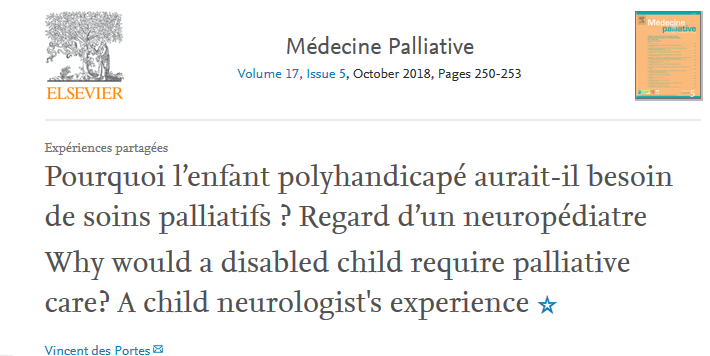 Médecine Palliative
Volume 17, Issue 5, October 2018, Pages 250-253
ELSEVIER
Médecine
palliative
Expériences partagées
Pourquoi l’enfant polyhandicapé aurait-il besoin
de soins palliatifs ? Regard d’un neuropédiatre
Why would a disabled child require palliative
care? A child neurologist's experience
Vincent des Portes